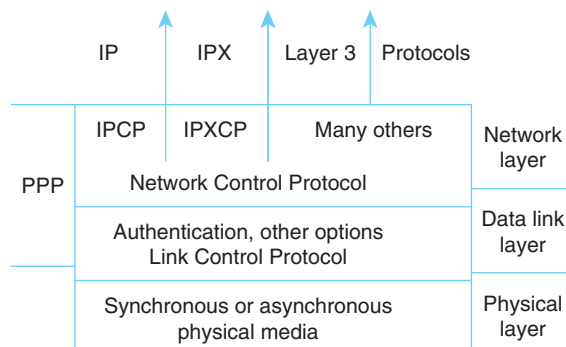 IP IPX Layer 3 Protocols
IPCP IPXCP Many others
Network
layer
PPP
Network Control Protocol
Authentication, other options
Link Control Protocol
Data link
layer
Synchronous or asynchronous
physical media
Physical
layer